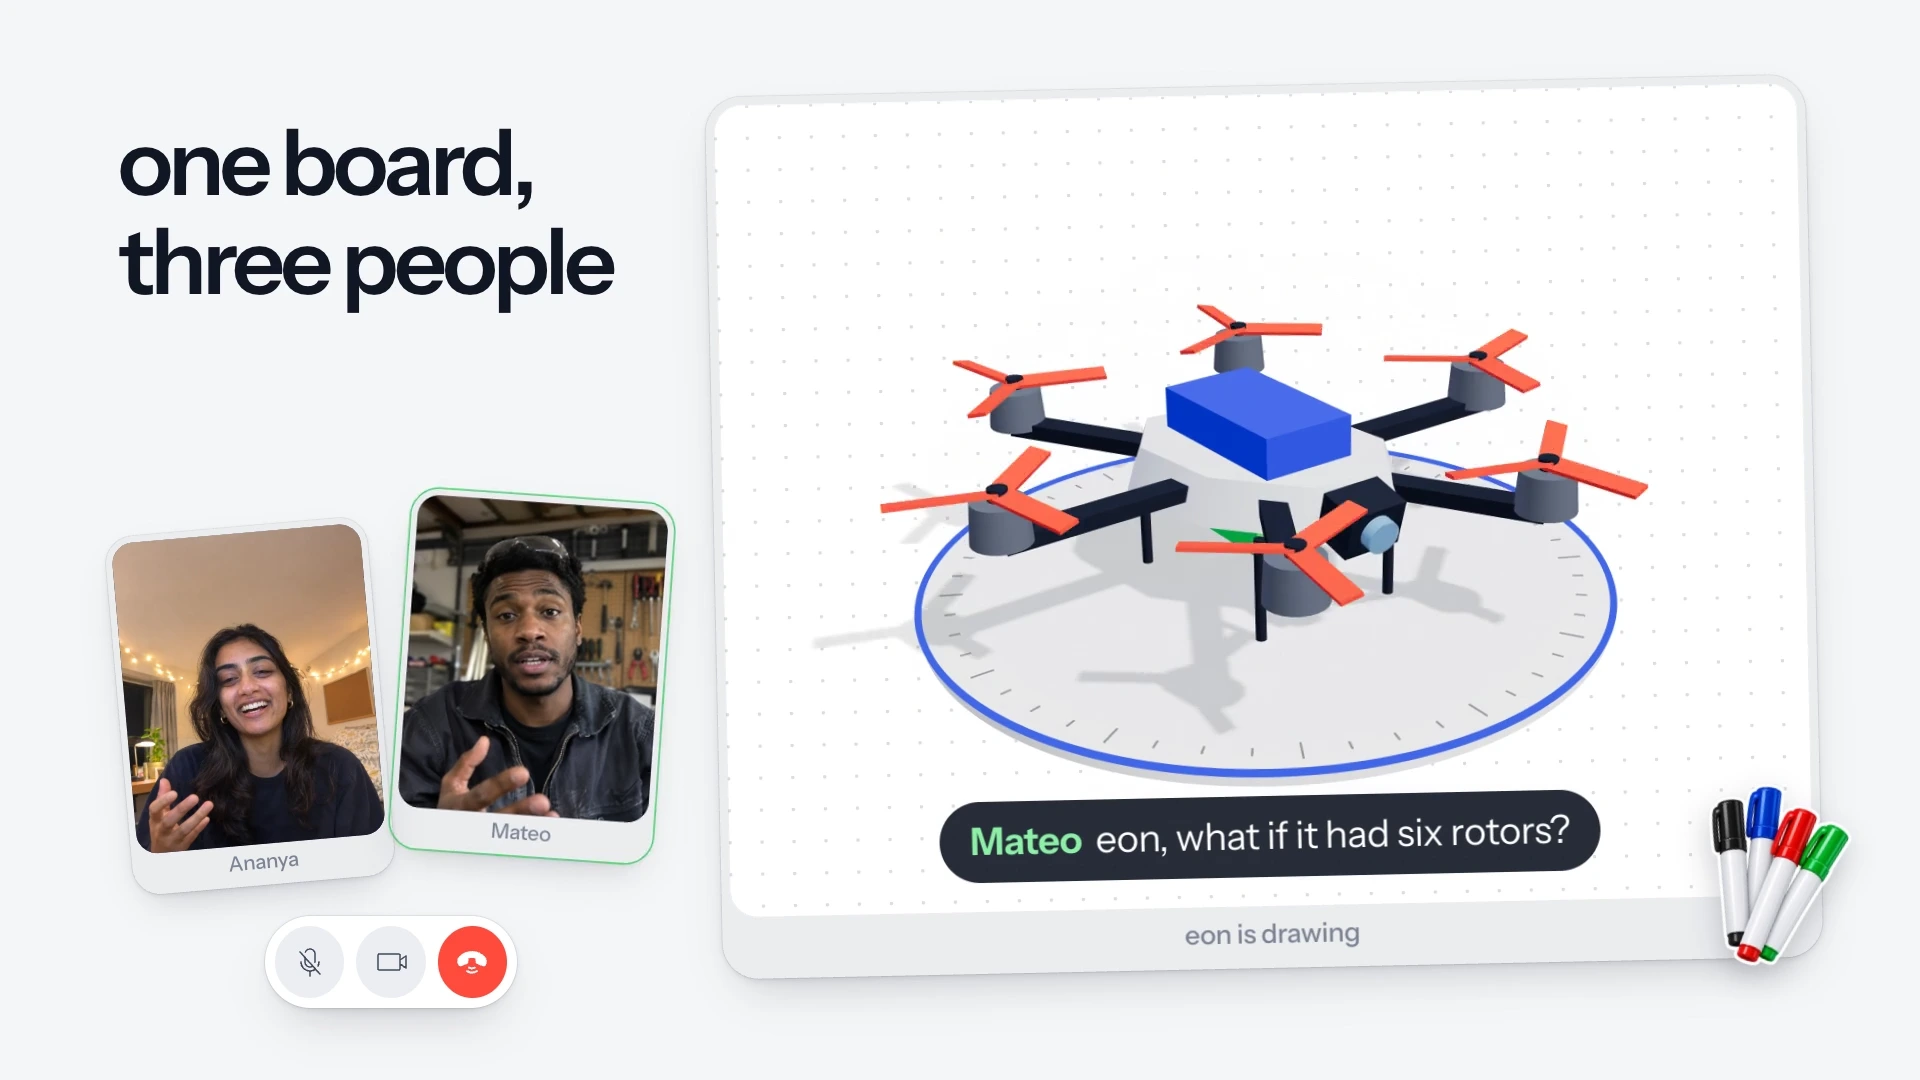 one board,
three people
Ananya
Mateo
Mateo eon, what if it had six rotors?
eon is drawing